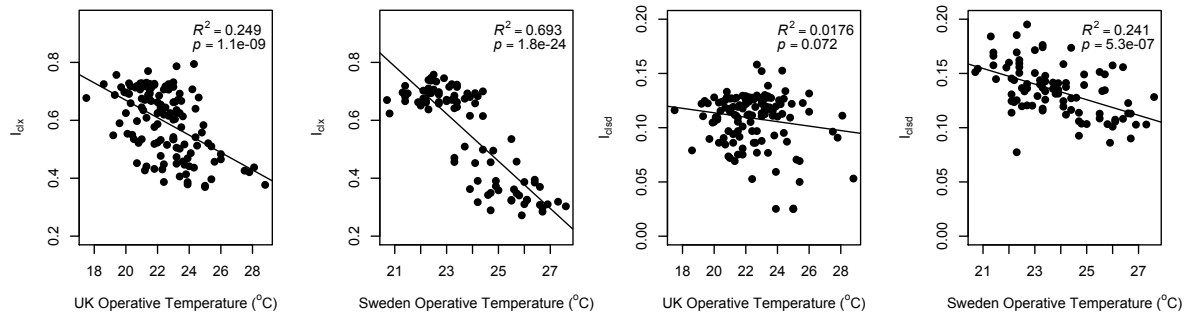 R² = 0.249
p = 1.1e-09
I_clx
0.2 0.4 0.6 0.8
18 20 22 24 26 28
UK Operative Temperature (°C)
R² = 0.693
p = 1.8e-24
I_clx
0.2 0.4 0.6 0.8
21 23 25 27
Sweden Operative Temperature (°C)
R² = 0.0176
p = 0.072
I_clsd
0.00 0.05 0.10 0.15 0.20
18 20 22 24 26 28
UK Operative Temperature (°C)
R² = 0.241
p = 5.3e-07
I_clsd
0.00 0.05 0.10 0.15 0.20
21 23 25 27
Sweden Operative Temperature (°C)